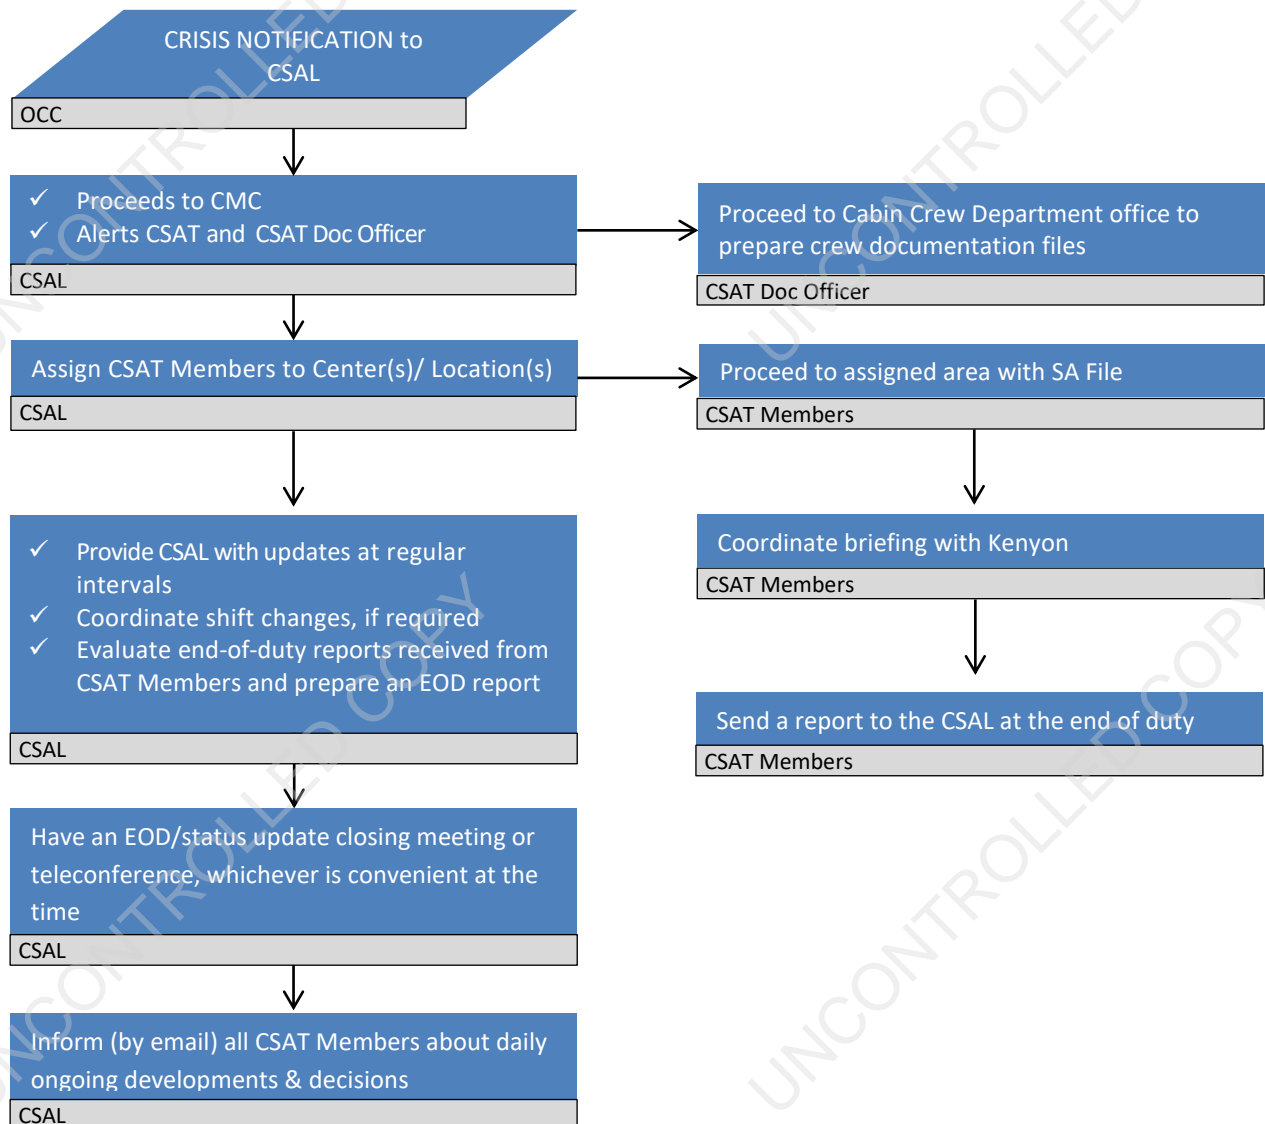 CRISIS NOTIFICATION to
CSAL
OCC
✓ Proceeds to CMC
✓ Alerts CSAT and CSAT Doc Officer
CSAL
Proceed to Cabin Crew Department office to
prepare crew documentation files
CSAT Doc Officer
Assign CSAT Members to Center(s)/ Location(s)
CSAL
Proceed to assigned area with SA File
CSAT Members
✓ Provide CSAL with updates at regular
intervals
✓ Coordinate shift changes, if required
✓ Evaluate end-of-duty reports received from
CSAT Members and prepare an EOD report
CSAL
Coordinate briefing with Kenyon
CSAT Members
Send a report to the CSAL at the end of duty
CSAT Members
Have an EOD/status update closing meeting or
teleconference, whichever is convenient at the
time
CSAL
Inform (by email) all CSAT Members about daily
ongoing developments & decisions
CSAL
UNCONTROLLED COPY
UNCONTROLLED COPY
UNCONTROLLED
UNCONTROLLED